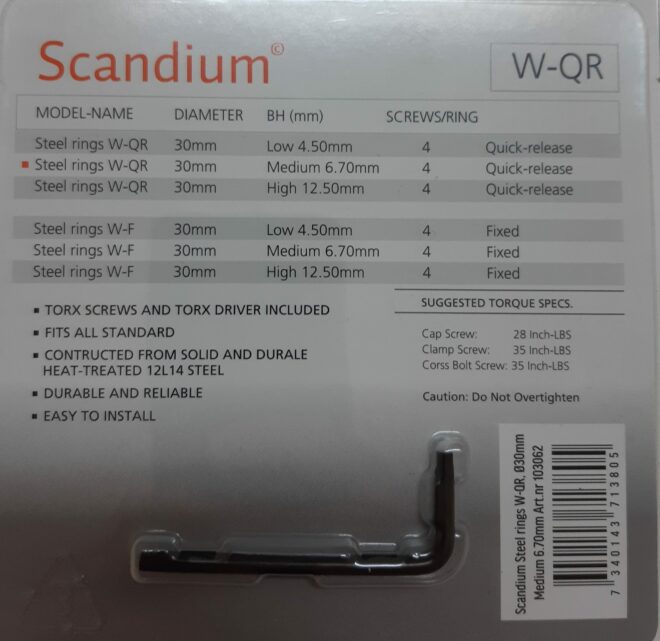 Scandium©
W-QR
MODEL-NAME DIAMETER BH (mm) SCREWS/RING
Steel rings W-QR 30mm Low 4.50mm 4 Quick-release
Steel rings W-QR 30mm Medium 6.70mm 4 Quick-release
Steel rings W-QR 30mm High 12.50mm 4 Quick-release
Steel rings W-F 30mm Low 4.50mm 4 Fixed
Steel rings W-F 30mm Medium 6.70mm 4 Fixed
Steel rings W-F 30mm High 12.50mm 4 Fixed
TORX SCREWS AND TORX DRIVER INCLUDED
FITS ALL STANDARD
CONTRUCTED FROM SOLID AND DURALE
HEAT-TREATED 12L14 STEEL
DURABLE AND RELIABLE
EASY TO INSTALL
SUGGESTED TORQUE SPECS.
Cap Screw: 28 Inch-LBS
Clamp Screw: 35 Inch-LBS
Corss Bolt Screw: 35 Inch-LBS
Caution: Do Not Overtighten
Scandium Steel rings W-QR, Ø30mm
Medium 6.70mm Art.nr 103062
7 340143 713805